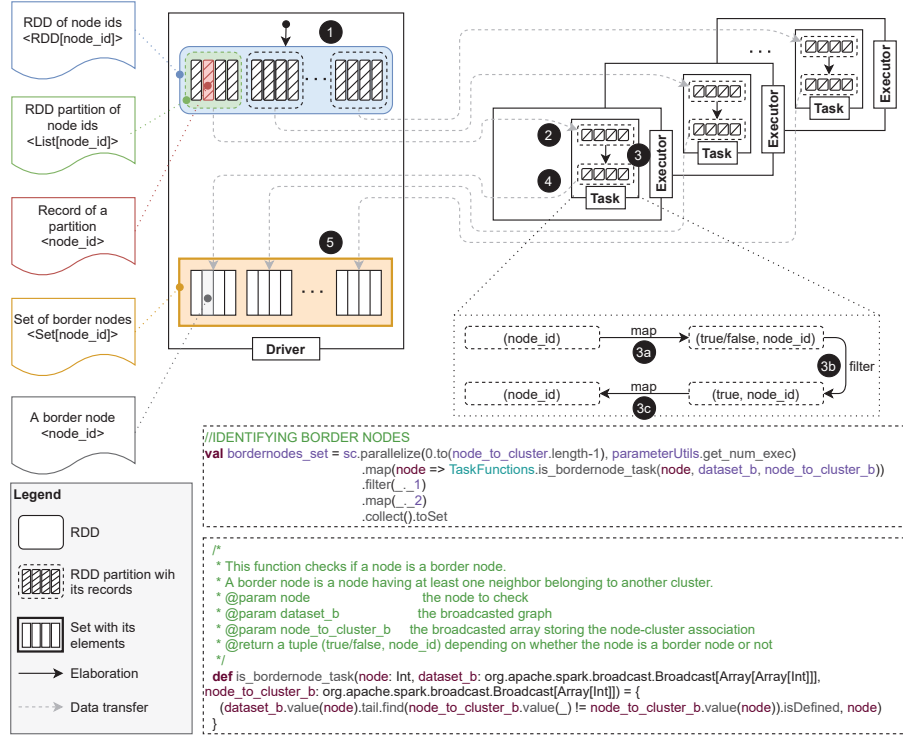 RDD of node ids
<RDD[node_id]>
RDD partition of
node ids
<List[node_id]>
Record of a
partition
<node_id>
Set of border nodes
<Set[node_id]>
A border node
<node_id>
1
...
5
...
Driver
...
Task
Executor
Task
Executor
2
3
4
Task
Executor
(node_id)
map
3a
(true/false, node_id)
3b
filter
(node_id)
map
3c
(true, node_id)
Legend
RDD
RDD partition wih
its records
Set with its
elements
Elaboration
Data transfer
//IDENTIFYING BORDER NODES
val bordernodes_set = sc.parallelize(0.to(node_to_cluster.length-1), parameterUtils.get_num_exec)
.map(node => TaskFunctions.is_bordernode_task(node, dataset_b, node_to_cluster_b))
.filter(_._1)
.map(_._2)
.collect().toSet
/*
* This function checks if a node is a border node.
* A border node is a node having at least one neighbor belonging to another cluster.
* @param node the node to check
* @param dataset_b the broadcasted graph
* @param node_to_cluster_b the broadcasted array storing the node-cluster association
* @return a tuple (true/false, node_id) depending on whether the node is a border node or not
*/
def is_bordernode_task(node: Int, dataset_b: org.apache.spark.broadcast.Broadcast[Array[Array[Int]]],
node_to_cluster_b: org.apache.spark.broadcast.Broadcast[Array[Int]]) = {
(dataset_b.value(node).tail.find(node_to_cluster_b.value(_) != node_to_cluster_b.value(node)).isDefined, node)
}